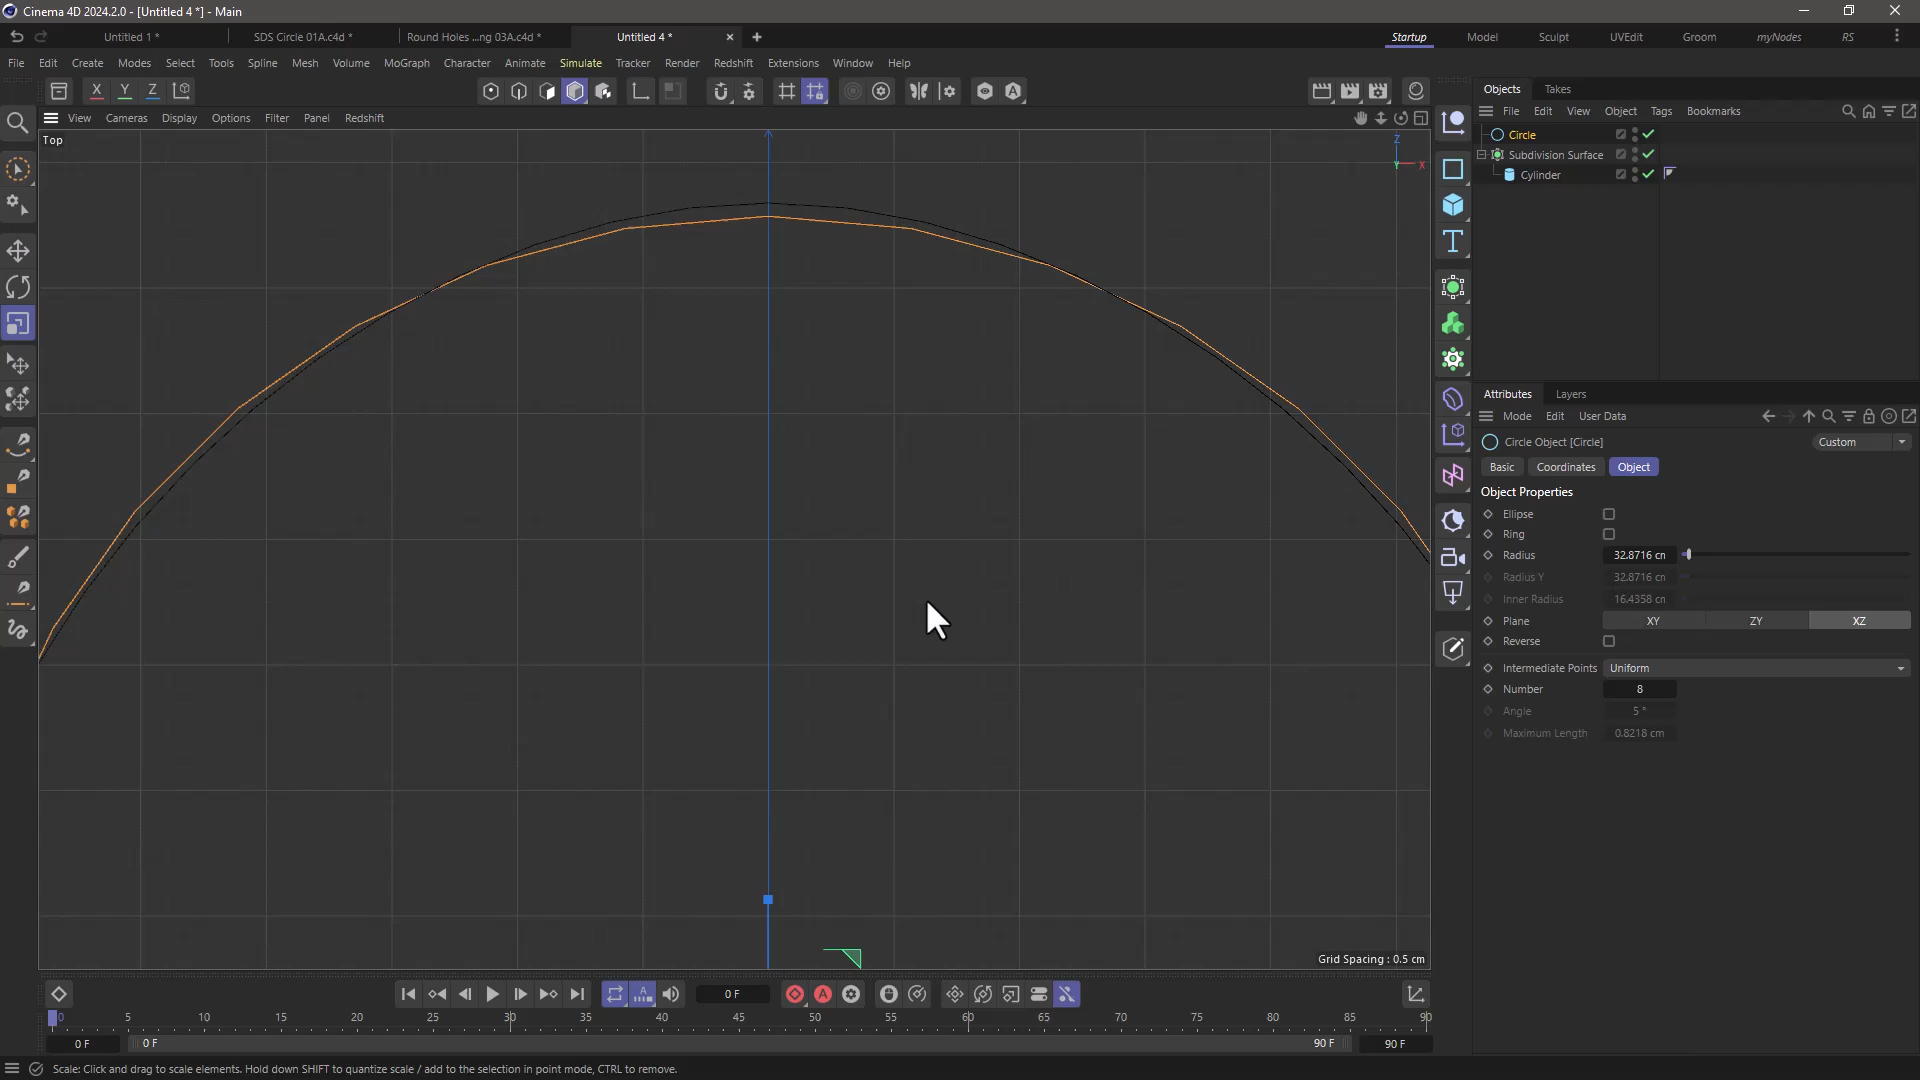 Cinema 4D 2024.2.0 - [Untitled 4 *] - Main
Untitled 1 * SDS Circle 01A.c4d * Round Holes ...ng 03A.c4d * Untitled 4 * Startup Model Sculpt UVEdit Groom myNodes RS
File Edit Create Modes Select Tools Spline Mesh Volume MoGraph Character Animate Simulate Tracker Render Redshift Extensions Window Help
X Y Z
View Cameras Display Options Filter Panel Redshift
Top
Z
Y X
Grid Spacing : 0.5 cm
Objects Takes
File Edit View Object Tags Bookmarks
Circle
Subdivision Surface
Cylinder
Attributes Layers
Mode Edit User Data
Circle Object [Circle] Custom
Basic Coordinates Object
Object Properties
Ellipse
Ring
Radius 32.8716 cm
Radius Y 32.8716 cm
Inner Radius 16.4358 cm
Plane XY ZY XZ
Reverse
Intermediate Points Uniform
Number 8
Angle 5 °
Maximum Length 0.8218 cm
0 F
0 5 10 15 20 25 30 35 40 45 50 55 60 65 70 75 80 85 90
0 F 0 F 90 F 90 F
Scale: Click and drag to scale elements. Hold down SHIFT to quantize scale / add to the selection in point mode, CTRL to remove.